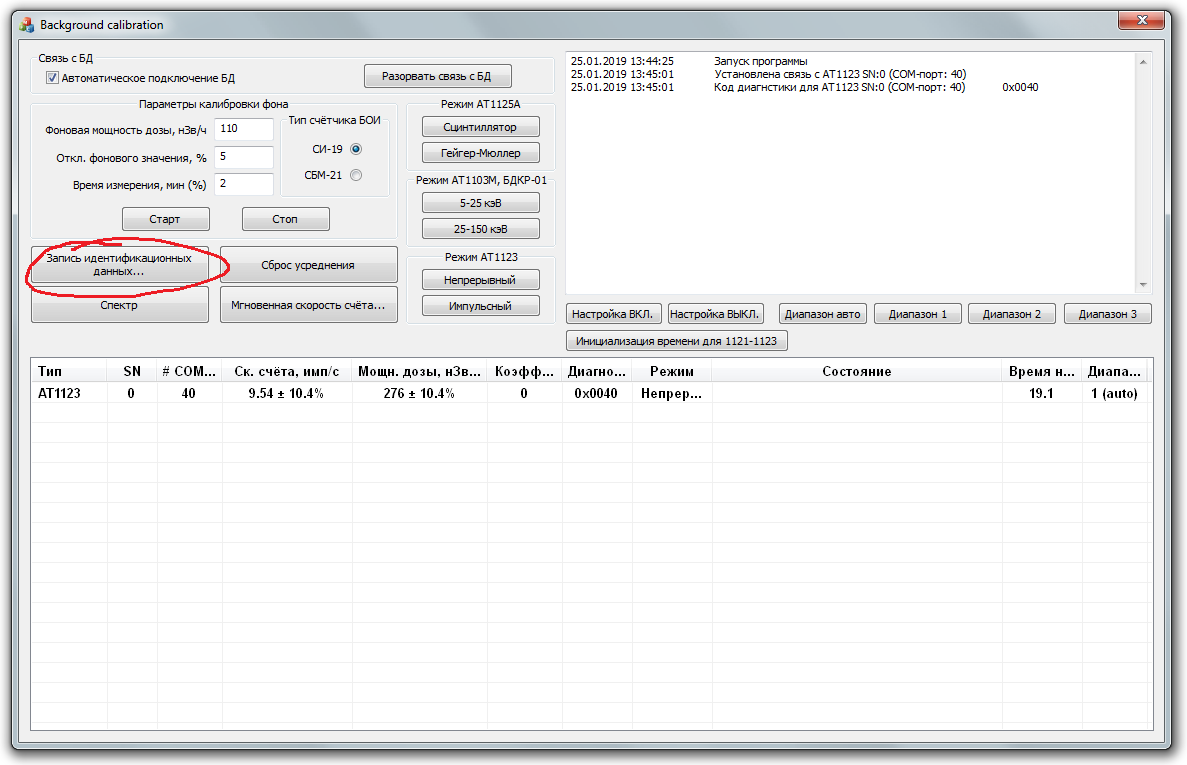 Background calibration
Связь с БД
Автоматическое подключение БД
Разорвать связь с БД
Параметры калибровки фона
Фоновая мощность дозы, нЗв/ч
110
Откл. фонового значения, %
5
Время измерения, мин (%)
2
Тип счётчика БОИ
СИ-19
СБМ-21
Старт
Стоп
Режим АТ1125А
Сцинтиллятор
Гейгер-Мюллер
Режим АТ1103М, БДКР-01
5-25 кэВ
25-150 кэВ
Запись идентификационных
данных...
Сброс усреднения
Спектр
Мгновенная скорость счёта...
Режим АТ1123
Непрерывный
Импульсный
25.01.2019 13:44:25 Запуск программы
25.01.2019 13:45:01 Установлена связь с AT1123 SN:0 (COM-порт: 40)
25.01.2019 13:45:01 Код диагнстики для AT1123 SN:0 (COM-порт: 40) 0x0040
Настройка ВКЛ. Настройка ВЫКЛ. Диапазон авто Диапазон 1 Диапазон 2 Диапазон 3
Инициализация времени для 1121-1123
Тип SN # COM... Ск. счёта, имп/с Мощн. дозы, нЗв... Коэфф... Диагно... Режим Состояние Время н... Диапа...
AT1123 0 40 9.54 ± 10.4% 276 ± 10.4% 0 0x0040 Непрер... 19.1 1 (auto)